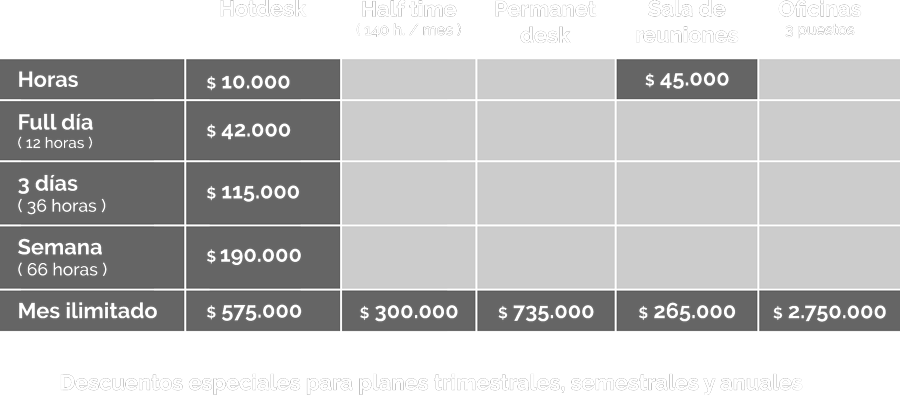 Hotdesk Half time Permanet desk Sala de reuniones Oficinas
( 140 h. / mes ) 3 puestos
Horas $ 10.000 $ 45.000
Full día $ 42.000
( 12 horas )
3 días $ 115.000
( 36 horas )
Semana $ 190.000
( 66 horas )
Mes ilimitado $ 575.000 $ 300.000 $ 735.000 $ 265.000 $ 2.750.000
Descuentos especiales para planes trimestrales, semestrales y anuales